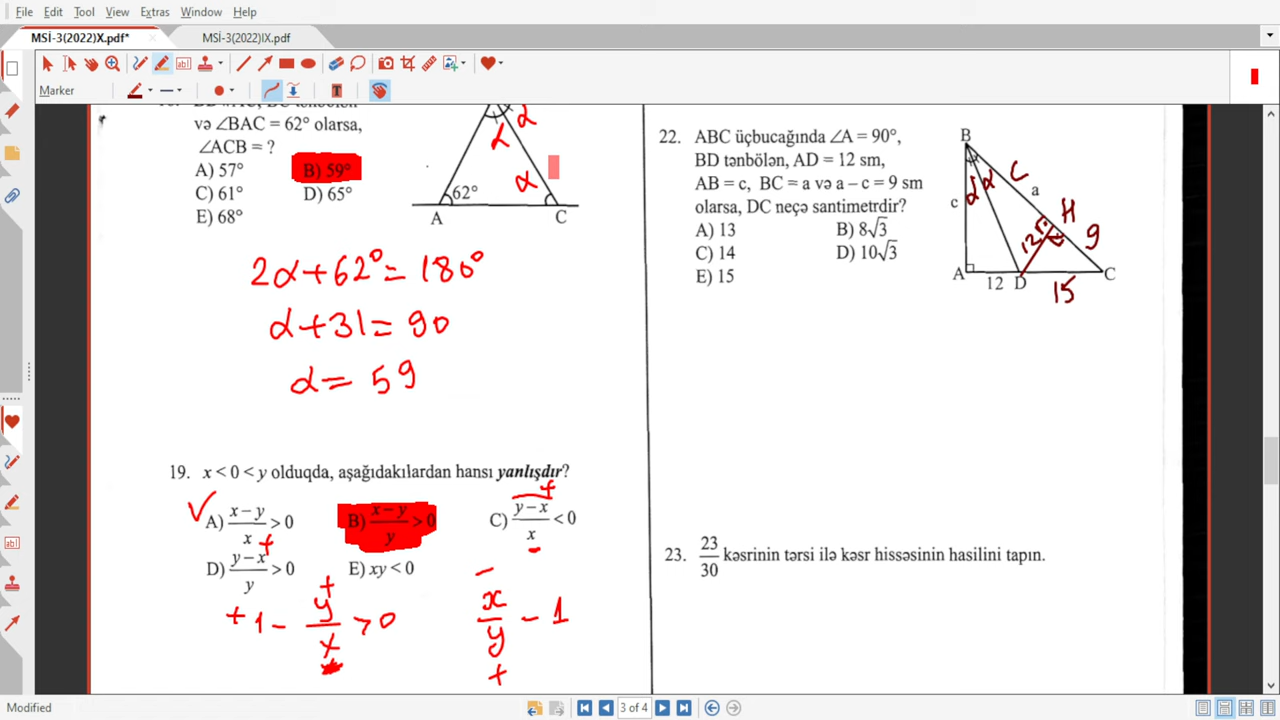 File Edit Tool View Extras Window Help
MSİ-3(2022)X.pdf* MSİ-3(2022)IX.pdf
Marker
və ∠BAC = 62° olarsa,
∠ACB = ?
A) 57° B) 59°
C) 61° D) 65°
E) 68°
α
α
α
62°
A C
2α+62°=180°
α+31=90
α= 59
19. x < 0 < y olduqda, aşağıdakılardan hansı yanlışdır?
A) x−y/x > 0 B) x−y/y > 0 C) y−x/x < 0
D) y−x/y > 0 E) xy < 0
+ + −
+1 − y/x > 0
+
x/y − 1
−
+
22. ABC üçbucağında ∠A = 90°,
BD tənbölən, AD = 12 sm,
AB = c, BC = a və a − c = 9 sm
olarsa, DC neçə santimetrdir?
A) 13 B) 8√3
C) 14 D) 10√3
E) 15
B
α α C
c a
H
12 9
A 12 D C
15
23. 23/30 kəsrinin tərsi ilə kəsr hissəsinin hasilini tapın.
Modified 3 of 4